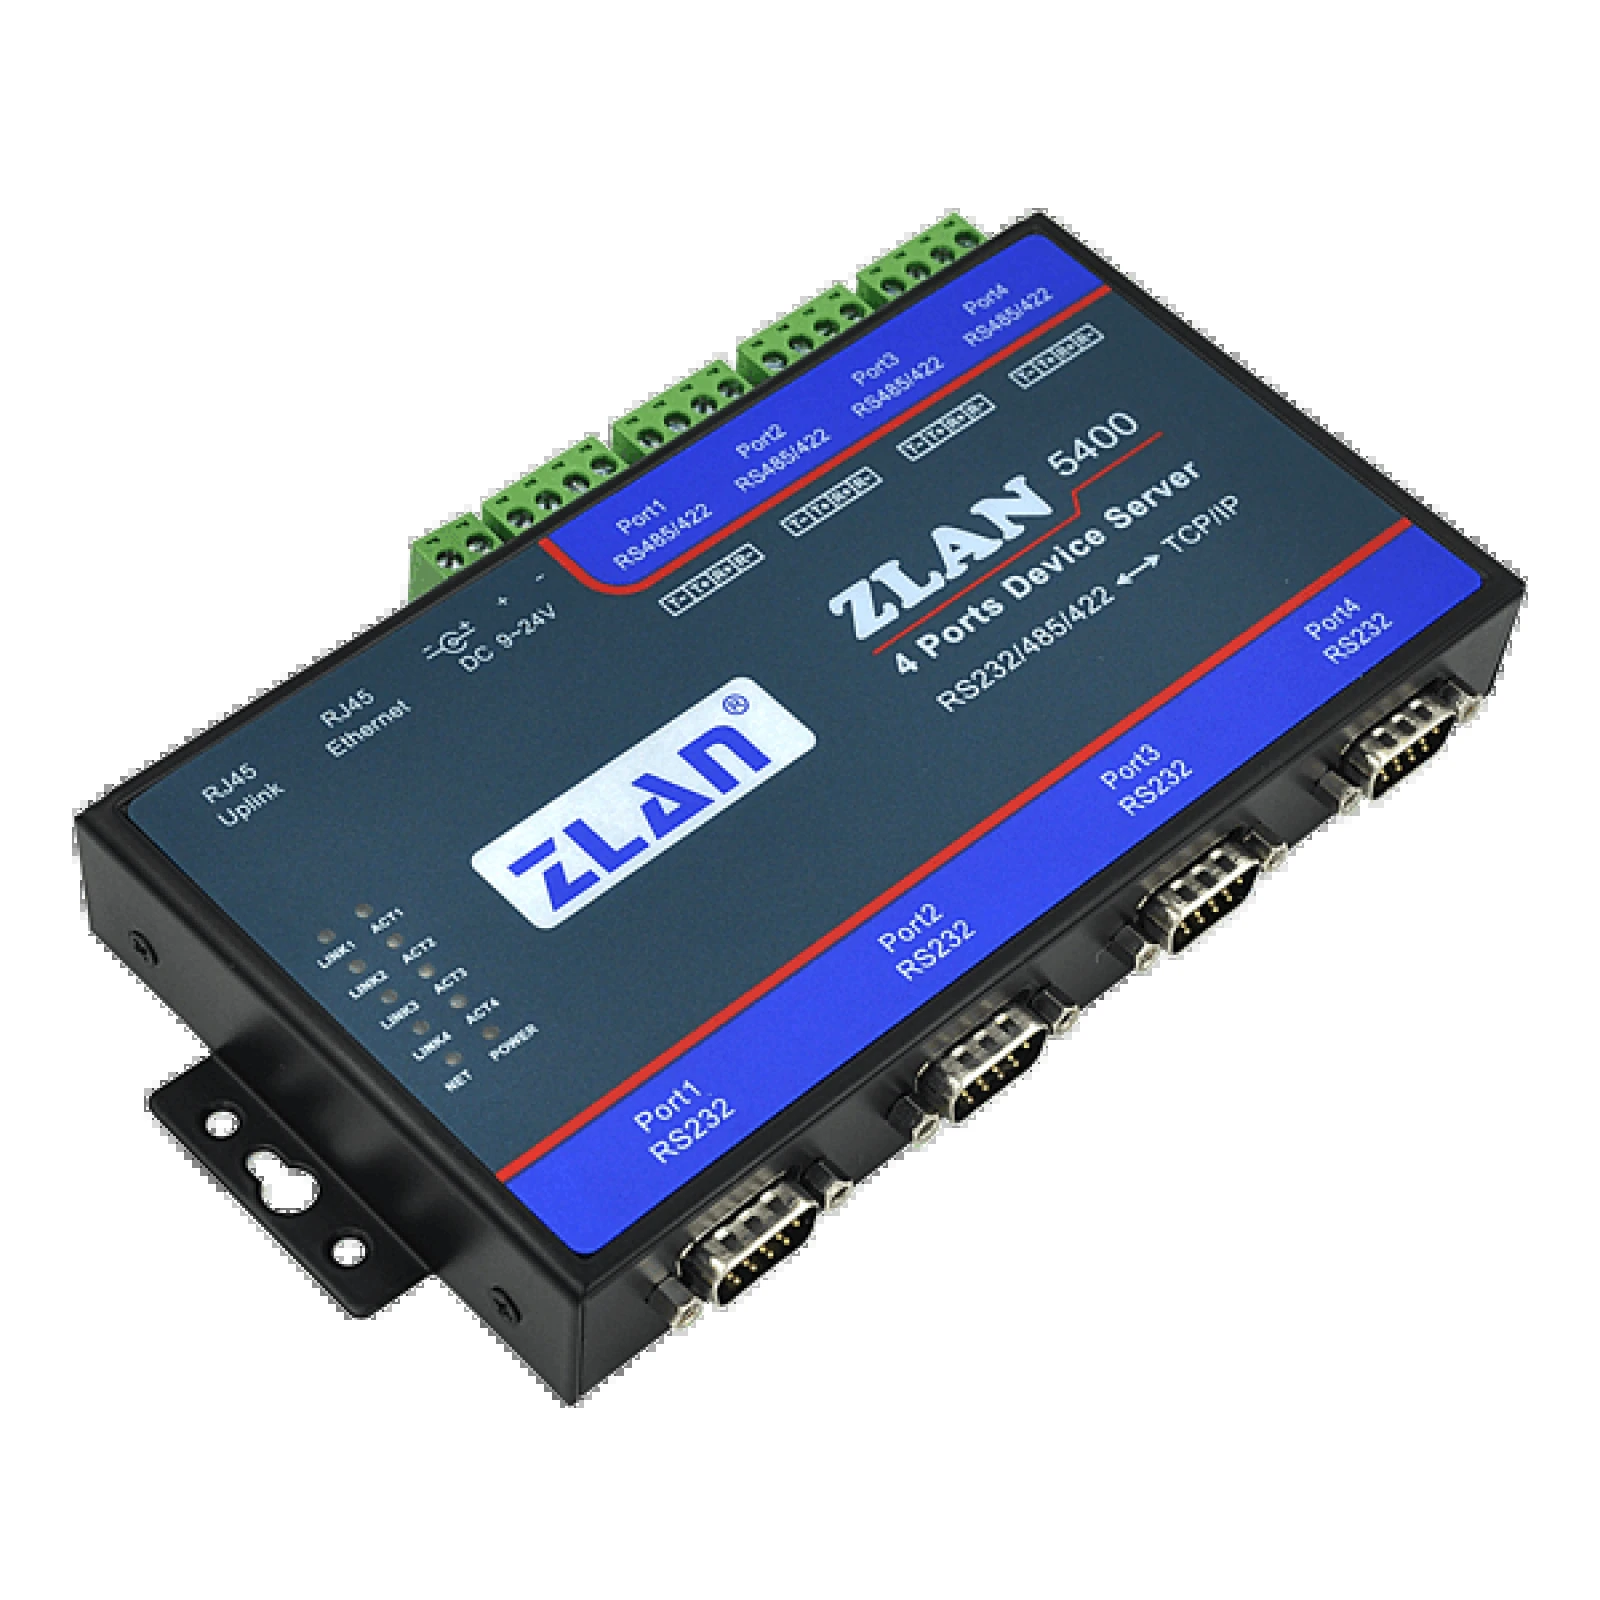 Port4
RS485/422
Port3
RS485/422
Port2
RS485/422
Port1
RS485/422
T- T+ R+ R-
T- T+ R+ R-
T- T+ R+ R-
T- T+ R+ R-
ZLAN 5400
4 Ports Device Server
RS232/485/422 ↔ TCP/IP
- +
+ -
DC 9~24V
RJ45
Ethernet
RJ45
Uplink
ZLAN®
LINK1 ACT1
LINK2 ACT2
LINK3 ACT3
LINK4 ACT4
NET POWER
Port1
RS232
Port2
RS232
Port3
RS232
Port4
RS232